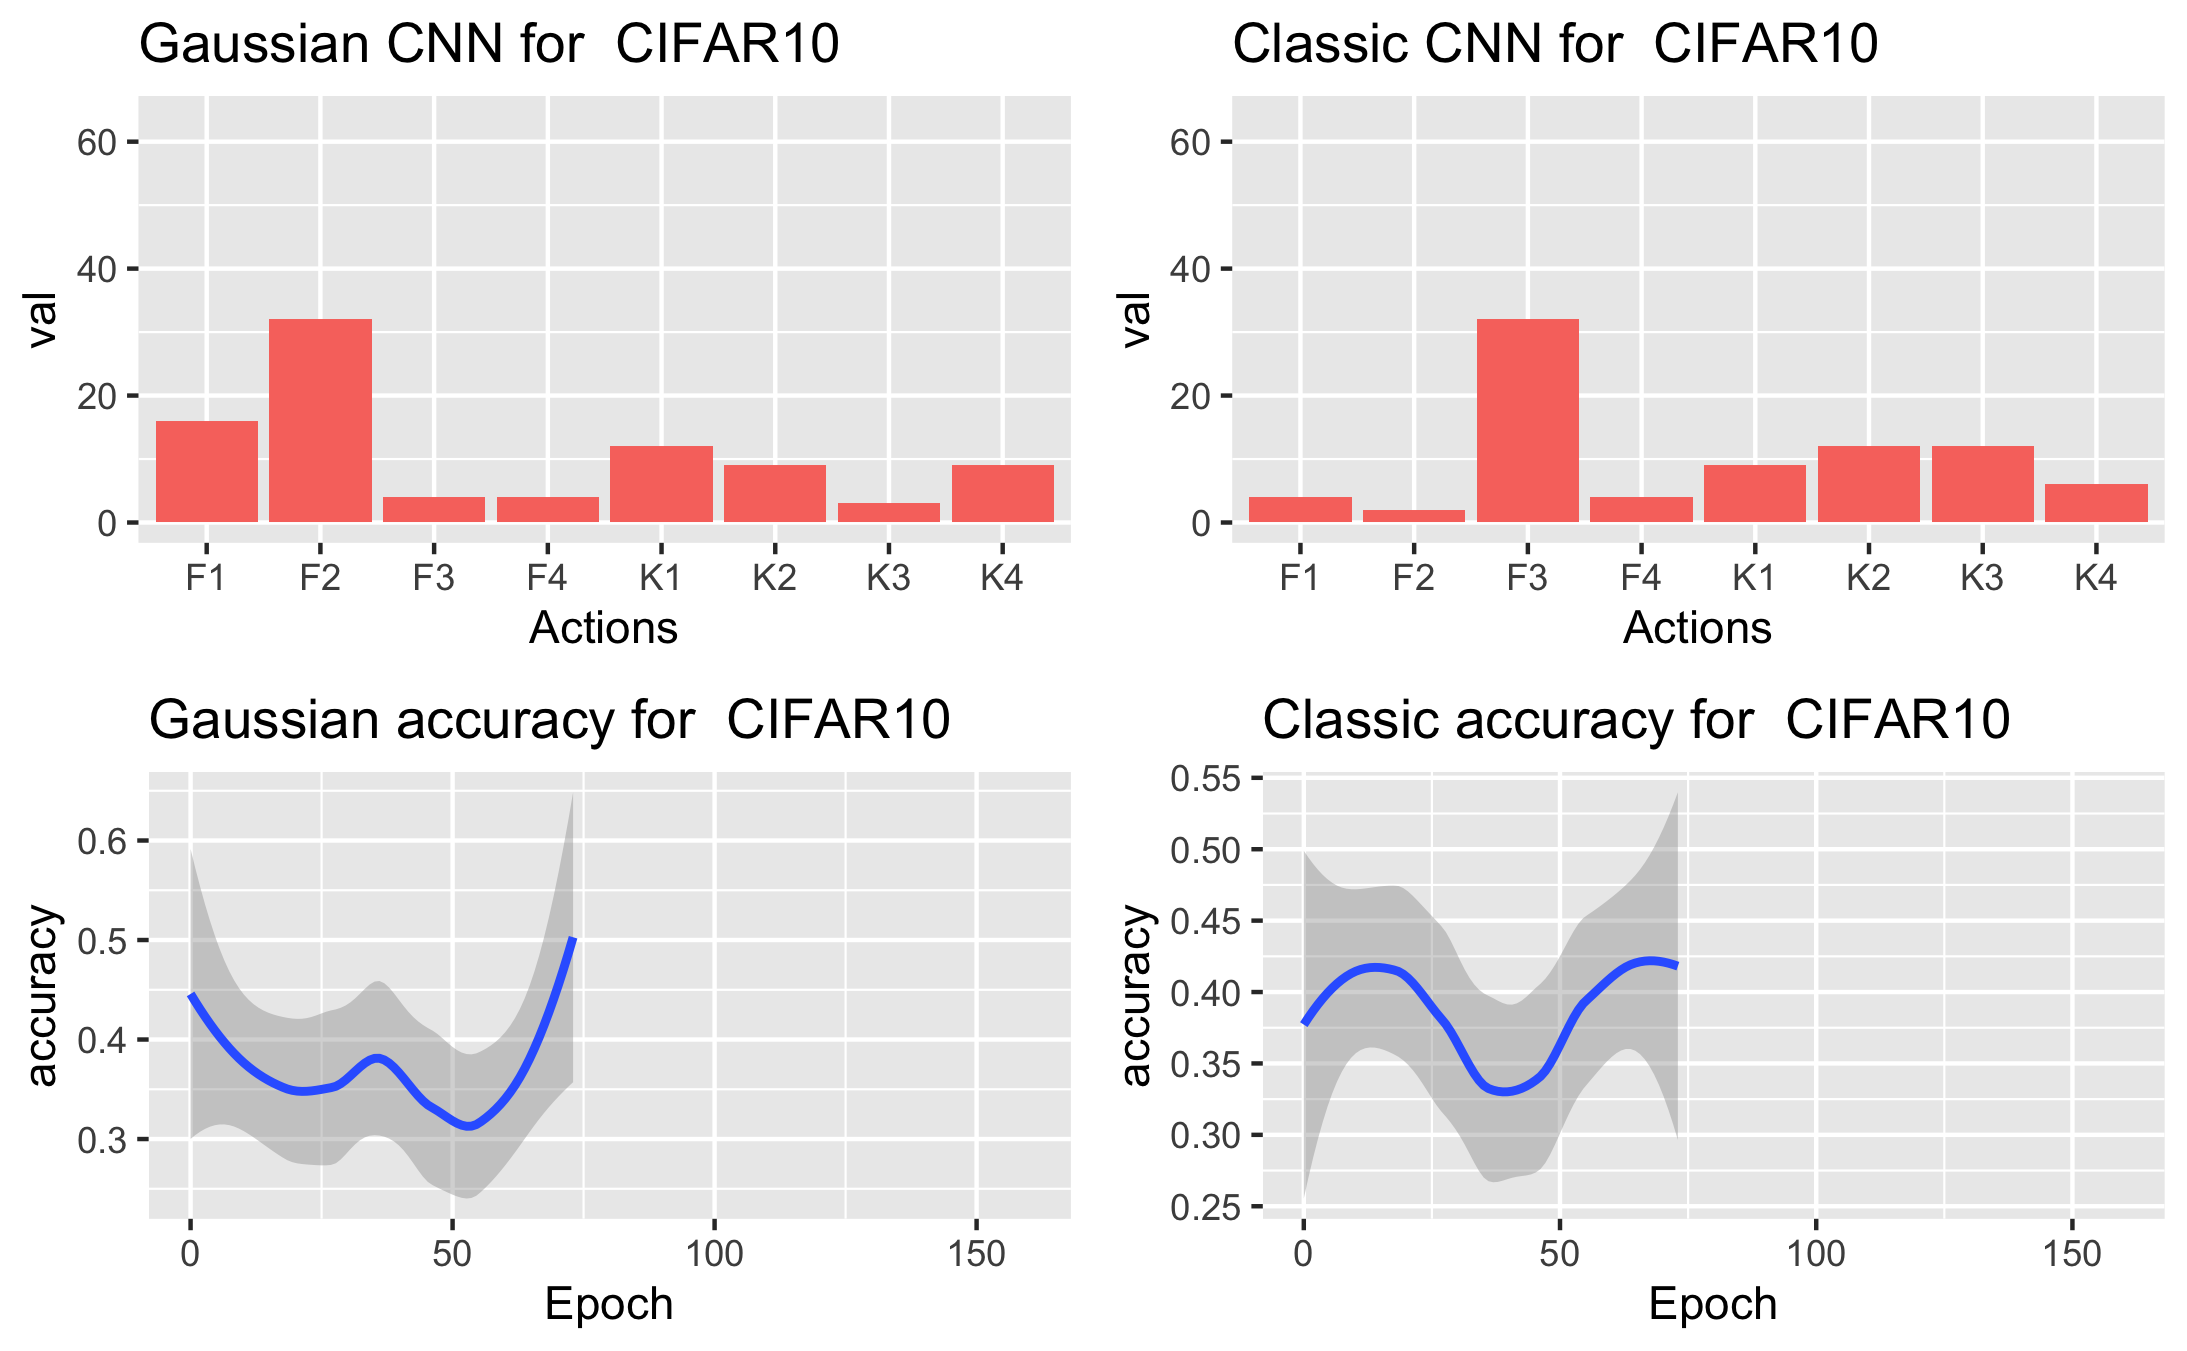 Gaussian CNN for  CIFAR10
60
40
20
0
val
F1 F2 F3 F4 K1 K2 K3 K4
Actions
Classic CNN for  CIFAR10
60
40
20
0
val
F1 F2 F3 F4 K1 K2 K3 K4
Actions
Gaussian accuracy for  CIFAR10
0.6
0.5
0.4
0.3
accuracy
0 50 100 150
Epoch
Classic accuracy for  CIFAR10
0.55
0.50
0.45
0.40
0.35
0.30
0.25
accuracy
0 50 100 150
Epoch